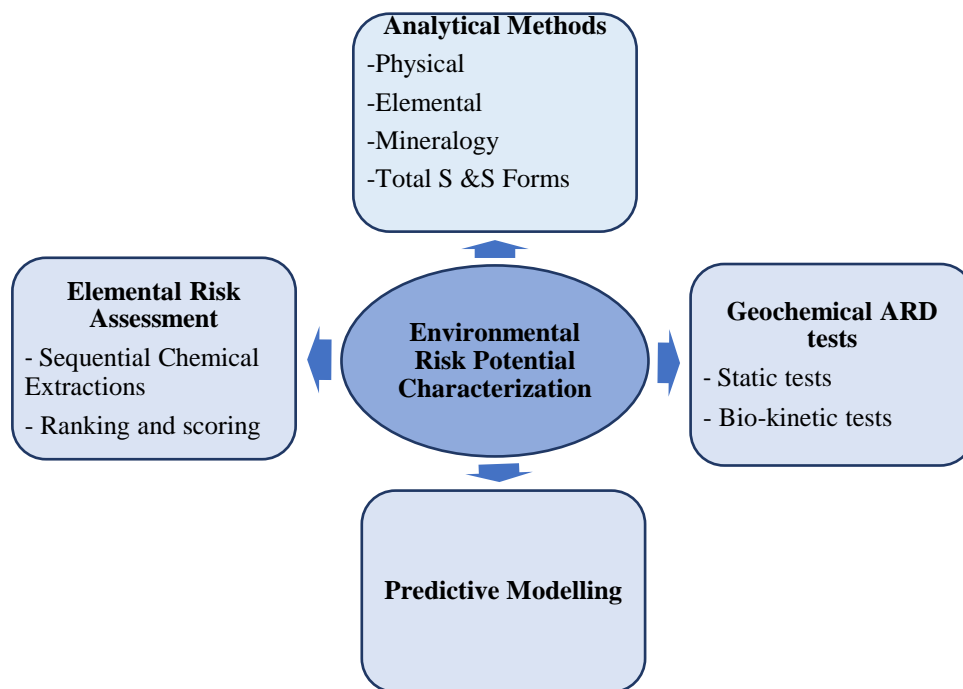 Analytical Methods
-Physical
-Elemental
-Mineralogy
-Total S &S Forms
Elemental Risk
Assessment
- Sequential Chemical
Extractions
- Ranking and scoring
Environmental
Risk Potential
Characterization
Geochemical ARD
tests
- Static tests
- Bio-kinetic tests
Predictive Modelling